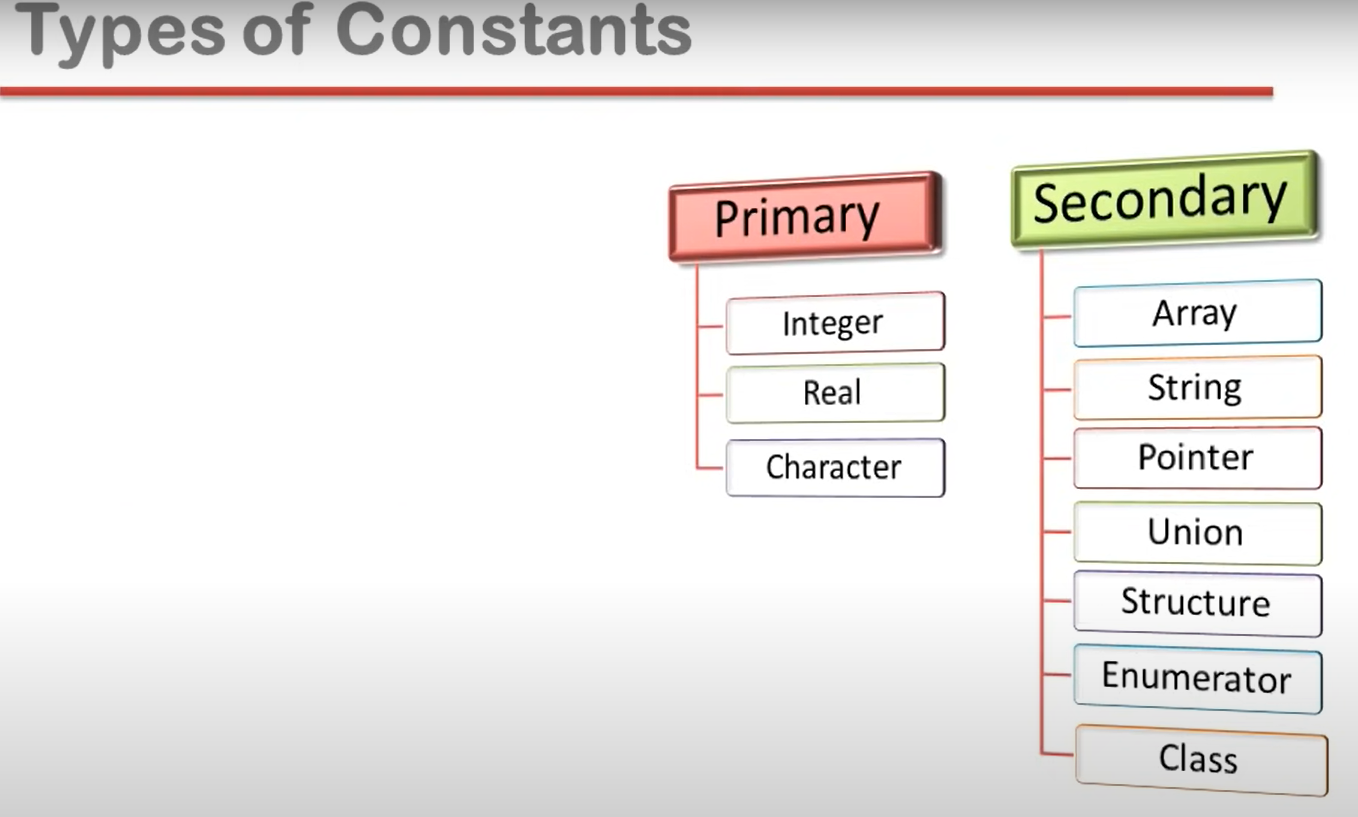 Types of Constants
Primary
Integer
Real
Character
Secondary
Array
String
Pointer
Union
Structure
Enumerator
Class